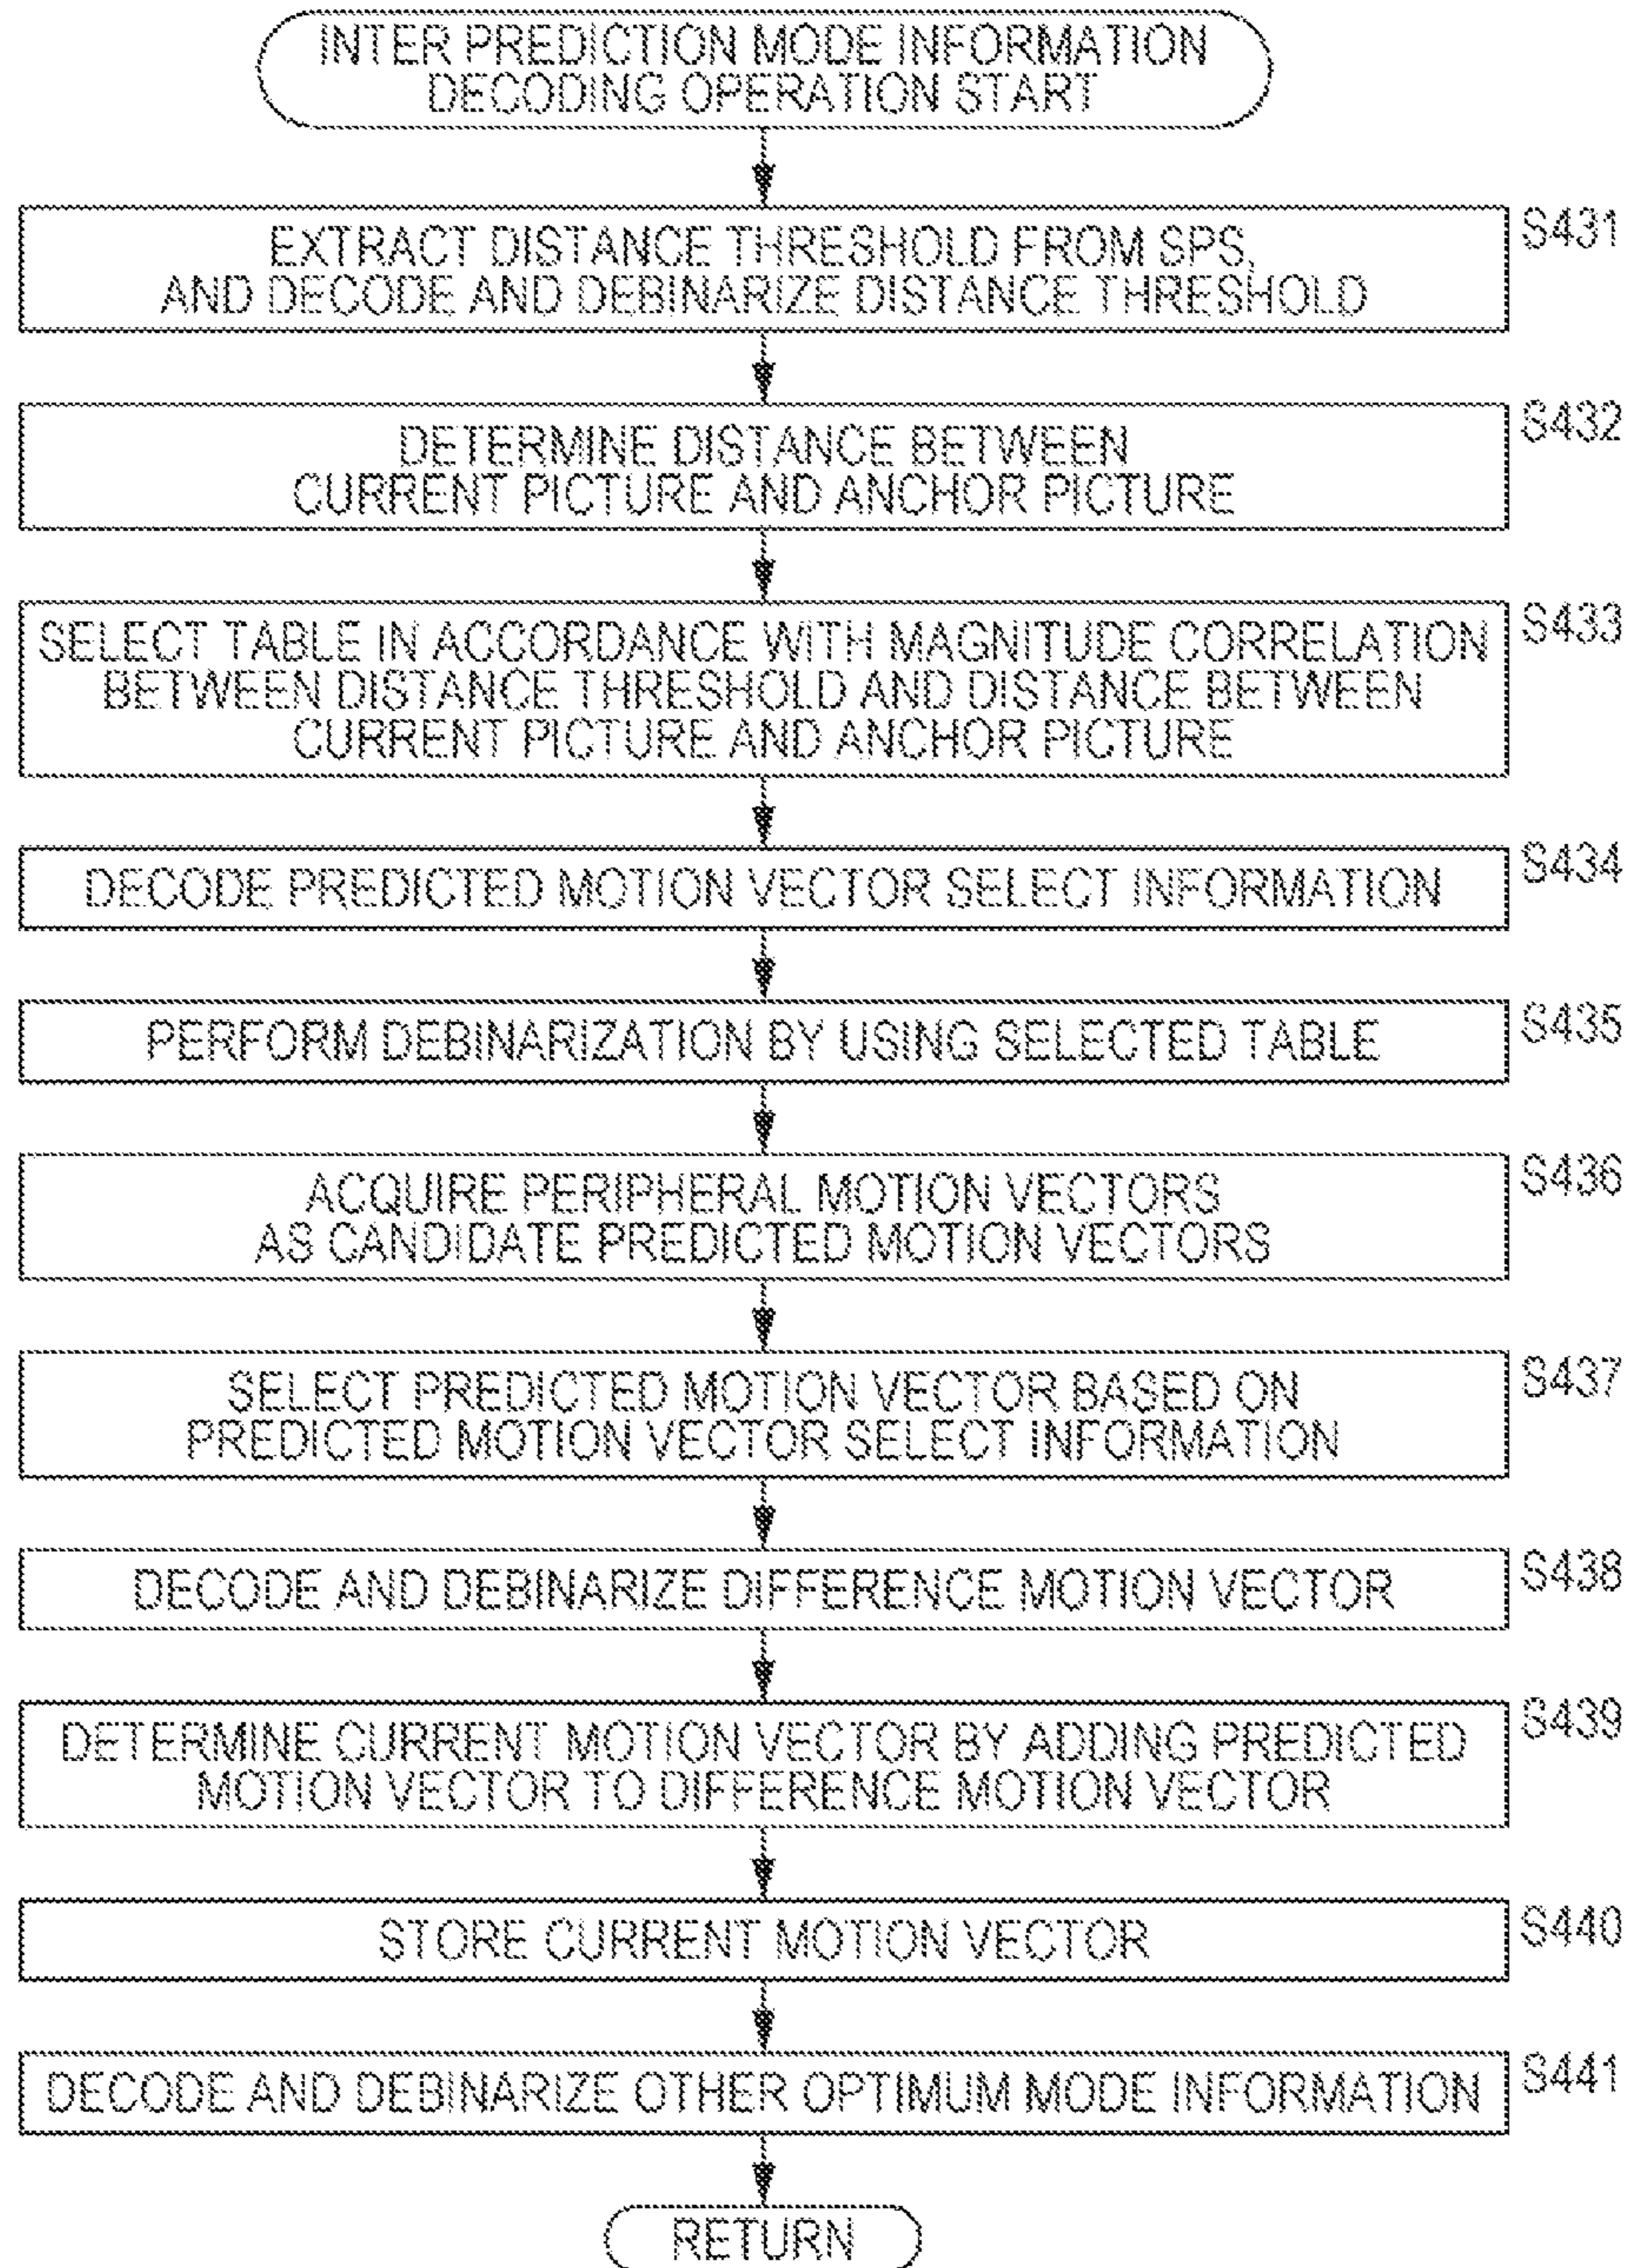 INTER PREDICTION MODE INFORMATION
DECODING OPERATION START
S431
EXTRACT DISTANCE THRESHOLD FROM SPS,
AND DECODE AND DEBINARIZE DISTANCE THRESHOLD
S432
DETERMINE DISTANCE BETWEEN
CURRENT PICTURE AND ANCHOR PICTURE
S433
SELECT TABLE IN ACCORDANCE WITH MAGNITUDE CORRELATION
BETWEEN DISTANCE THRESHOLD AND DISTANCE BETWEEN
CURRENT PICTURE AND ANCHOR PICTURE
S434
DECODE PREDICTED MOTION VECTOR SELECT INFORMATION
S435
PERFORM DEBINARIZATION BY USING SELECTED TABLE
S436
ACQUIRE PERIPHERAL MOTION VECTORS
AS CANDIDATE PREDICTED MOTION VECTORS
S437
SELECT PREDICTED MOTION VECTOR BASED ON
PREDICTED MOTION VECTOR SELECT INFORMATION
S438
DECODE AND DEBINARIZE DIFFERENCE MOTION VECTOR
S439
DETERMINE CURRENT MOTION VECTOR BY ADDING PREDICTED
MOTION VECTOR TO DIFFERENCE MOTION VECTOR
S440
STORE CURRENT MOTION VECTOR
S441
DECODE AND DEBINARIZE OTHER OPTIMUM MODE INFORMATION
RETURN